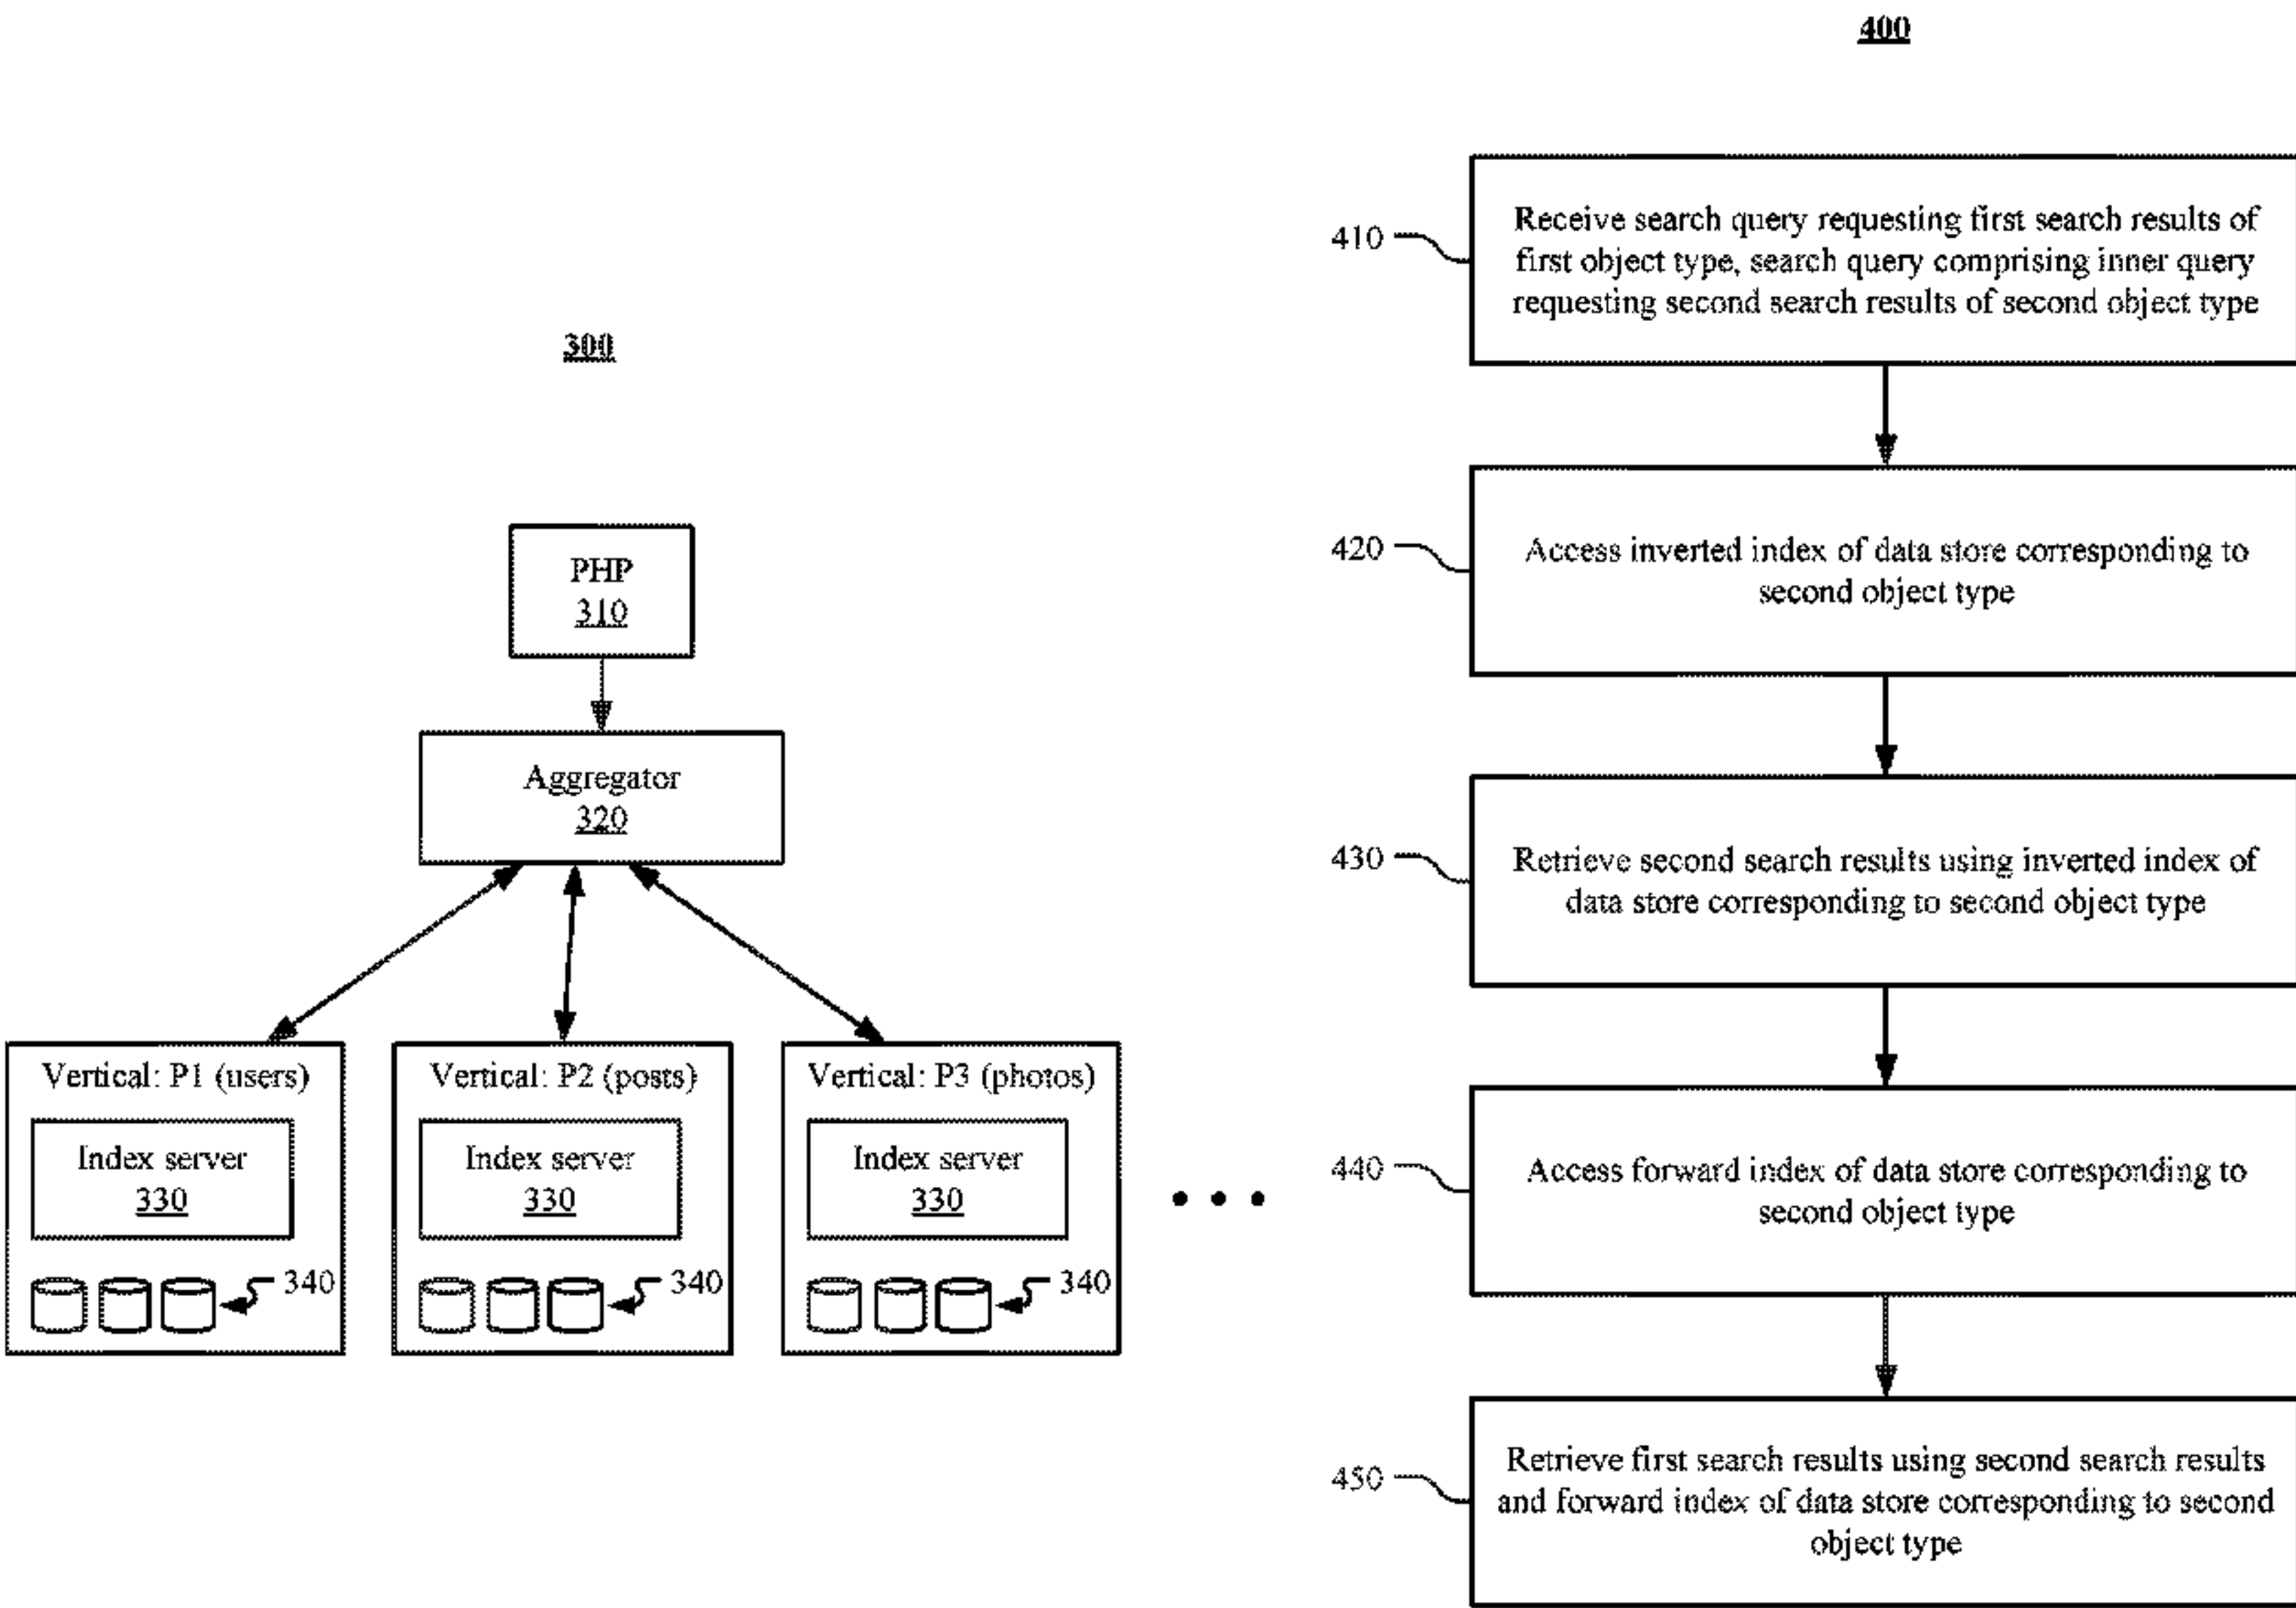 300
PHP
310
Aggregator
320
Vertical: P1 (users)
Index server
330
340
Vertical: P2 (posts)
Index server
330
340
Vertical: P3 (photos)
Index server
330
340
• • •
400
410
Receive search query requesting first search results of
first object type, search query comprising inner query
requesting second search results of second object type
420
Access inverted index of data store corresponding to
second object type
430
Retrieve second search results using inverted index of
data store corresponding to second object type
440
Access forward index of data store corresponding to
second object type
450
Retrieve first search results using second search results
and forward index of data store corresponding to second
object type